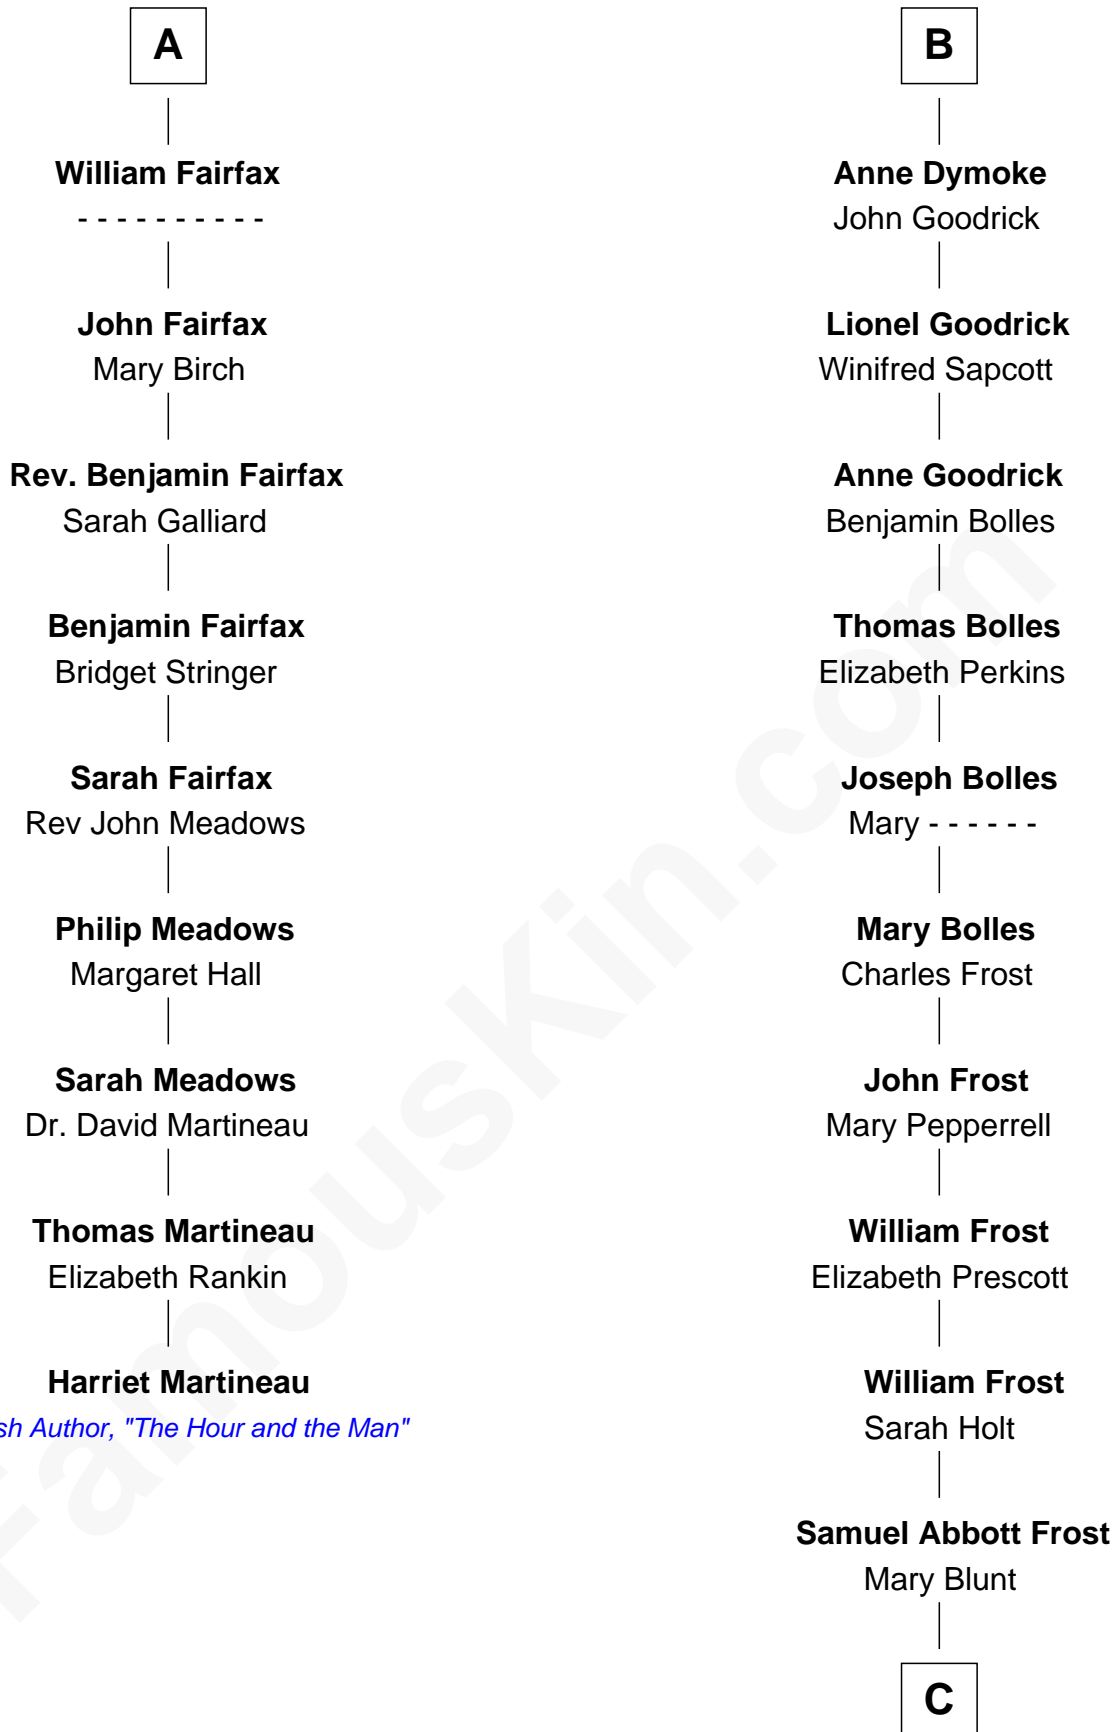 A
William Fairfax
- - - - - - - - - -
John Fairfax
Mary Birch
Rev. Benjamin Fairfax
Sarah Galliard
Benjamin Fairfax
Bridget Stringer
Sarah Fairfax
Rev John Meadows
Philip Meadows
Margaret Hall
Sarah Meadows
Dr. David Martineau
Thomas Martineau
Elizabeth Rankin
Harriet Martineau
sh Author, "The Hour and the Man"
B
Anne Dymoke
John Goodrick
Lionel Goodrick
Winifred Sapcott
Anne Goodrick
Benjamin Bolles
Thomas Bolles
Elizabeth Perkins
Joseph Bolles
Mary - - - - - -
Mary Bolles
Charles Frost
John Frost
Mary Pepperrell
William Frost
Elizabeth Prescott
William Frost
Sarah Holt
Samuel Abbott Frost
Mary Blunt
C
FamousKin.com